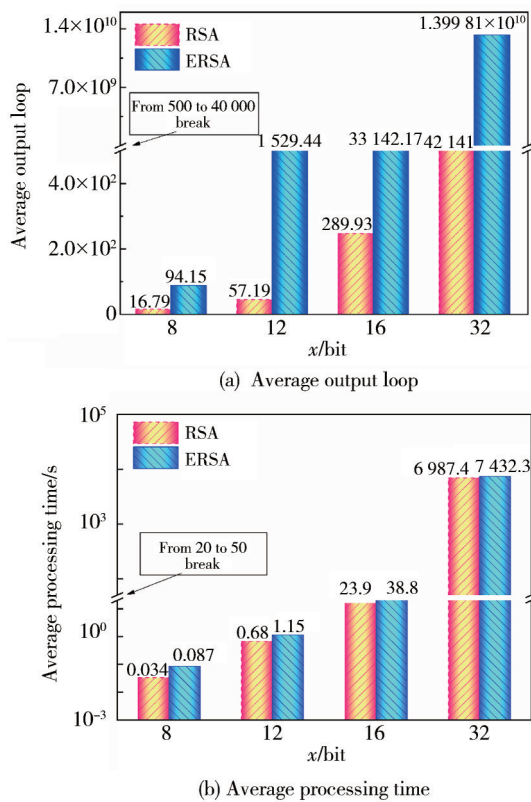 1.4×10¹⁰
7.0×10⁹
4.0×10²
2.0×10²
0
Average output loop
RSA
ERSA
From 500 to 40 000
break
16.79
94.15
57.19
1 529.44
289.93
33 142.17
42 141
1.399 81×10¹⁰
8
12
16
32
x/bit
(a) Average output loop
10⁵
10³
10⁰
10⁻³
Average processing time/s
RSA
ERSA
From 20 to 50
break
0.034
0.087
0.68
1.15
23.9
38.8
6 987.4
7 432.3
8
12
16
32
x/bit
(b) Average processing time